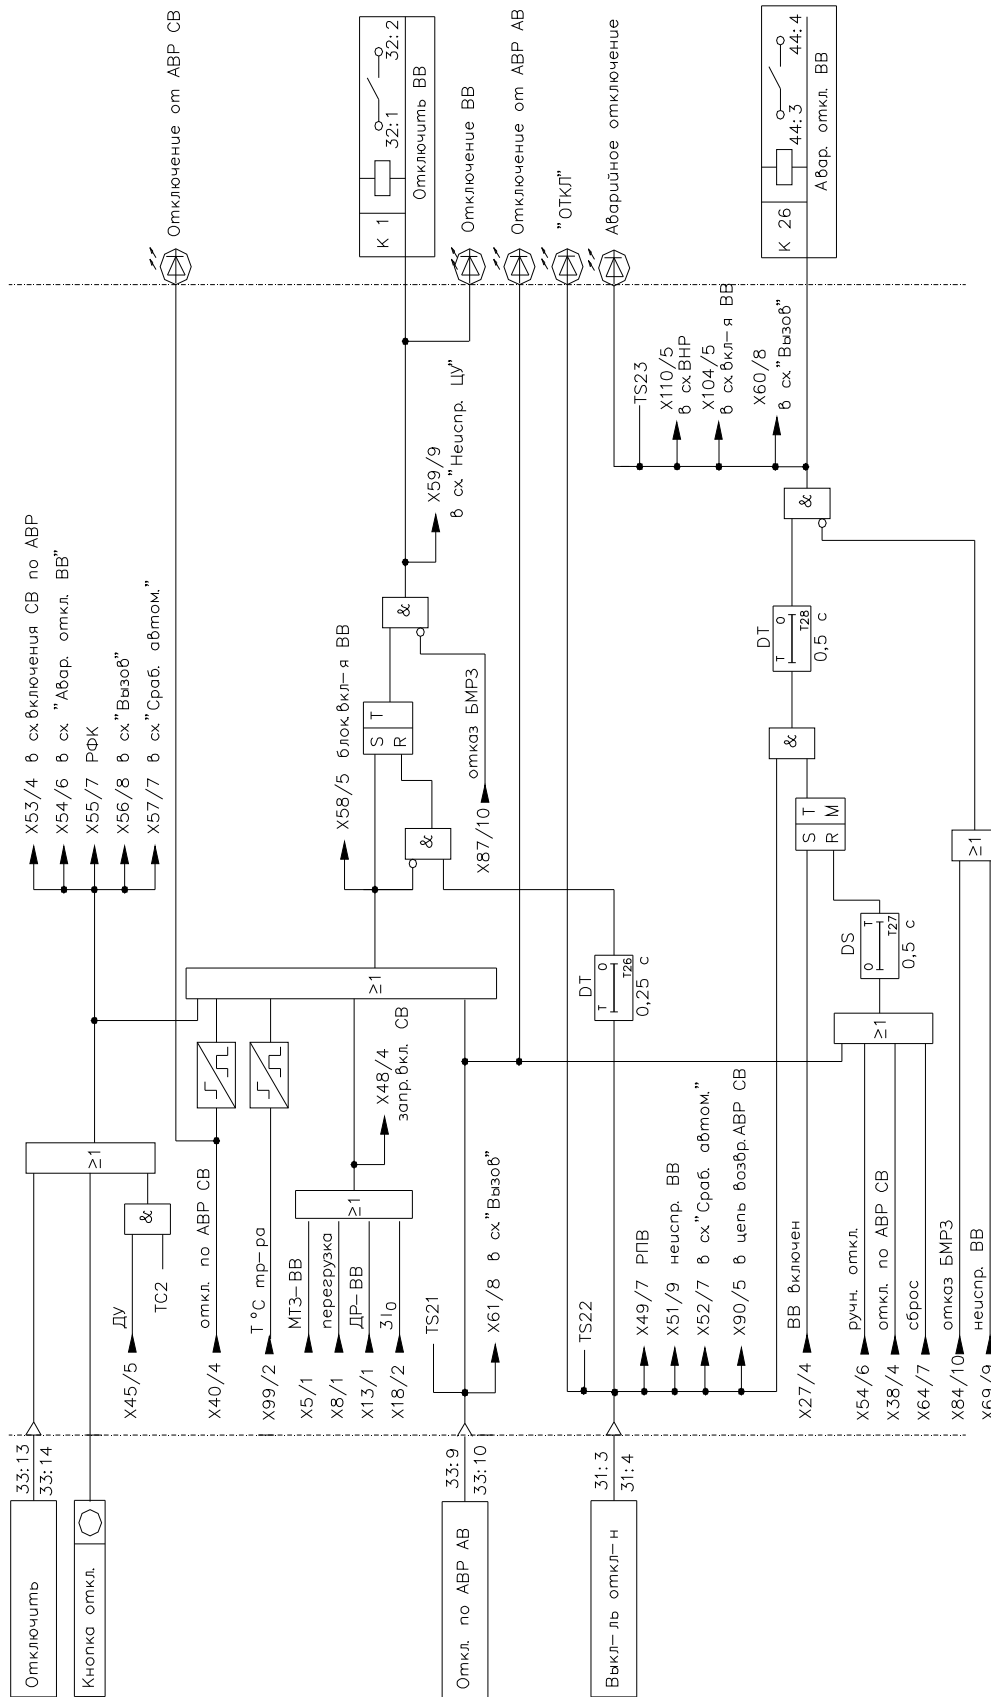 Отключить
33:13
33:14
Кнопка откл.
Откл. по АВР АВ
33:9
33:10
Выкл-ль откл-н
31:3
31:4
X45/5
ДУ
TC2
&
≥1
X53/4 в сх.включения СВ по АВР
X54/6 в сх. "Авар. откл. ВВ"
X55/7 РФК
X56/8 в сх."Вызов"
X57/7 в сх."Сраб. автом."
X40/4
откл. по АВР СВ
Отключение от АВР СВ
X99/2
T °C тр-ра
X5/1
МТЗ-ВВ
X8/1
перегрузка
X13/1
ДР-ВВ
X18/2
3I0
≥1
X48/4
запр.вкл. СВ
≥1
X58/5 блок.вкл-я ВВ
&
S T
R
X87/10
отказ БМРЗ
&
X59/9
в сх."Неиспр. ЦУ"
K 1
32:1
32:2
Отключить ВВ
Отключение ВВ
TS21
X61/8 в сх."Вызов"
Отключение от АВР АВ
"ОТКЛ"
TS22
X49/7 РПВ
X51/9 неиспр. ВВ
X52/7 в сх."Сраб. автом."
X90/5 в цепь возвр.АВР СВ
DT
T O
T26
0,25 с
X27/4
ВВ включен
X54/6
ручн. откл.
X38/4
откл. по АВР СВ
X64/7
сброс
≥1
DS
O T
T27
0,5 с
S T
R M
&
DT
T O
T28
0,5 с
X84/10
отказ БМРЗ
X69/9
неиспр. ВВ
≥1
&
TS23
X110/5
в сх.ВНР
X104/5
в сх.вкл-я ВВ
X60/8
в сх."Вызов"
Аварийное отключение
K 26
44:3
44:4
Авар. откл. ВВ